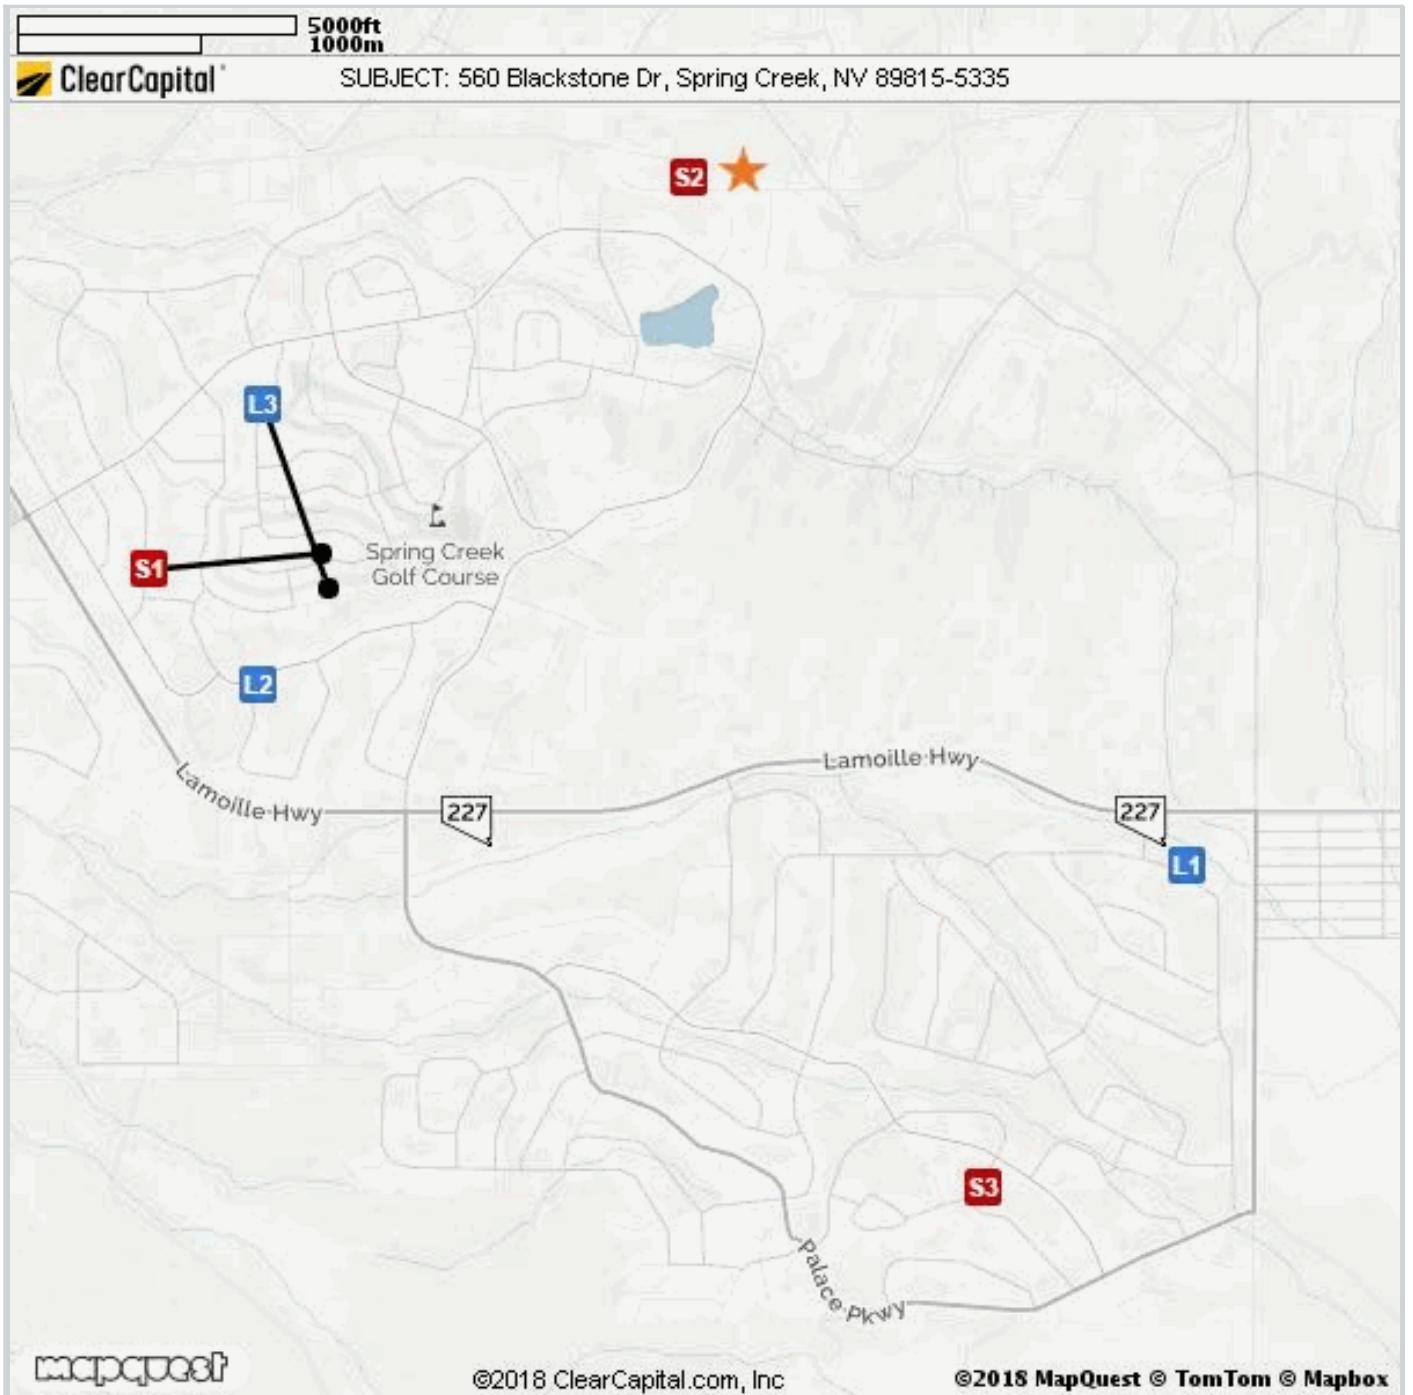 5000ft
1000m
ClearCapital
SUBJECT: 560 Blackstone Dr, Spring Creek, NV 89815-5335
S2
L3
Spring Creek
Golf Course
S1
L2
Lamoille Hwy
Lamoille Hwy
227
227
L1
S3
Palace Pkwy
mapquest
©2018 ClearCapital.com, Inc
©2018 MapQuest © TomTom © Mapbox